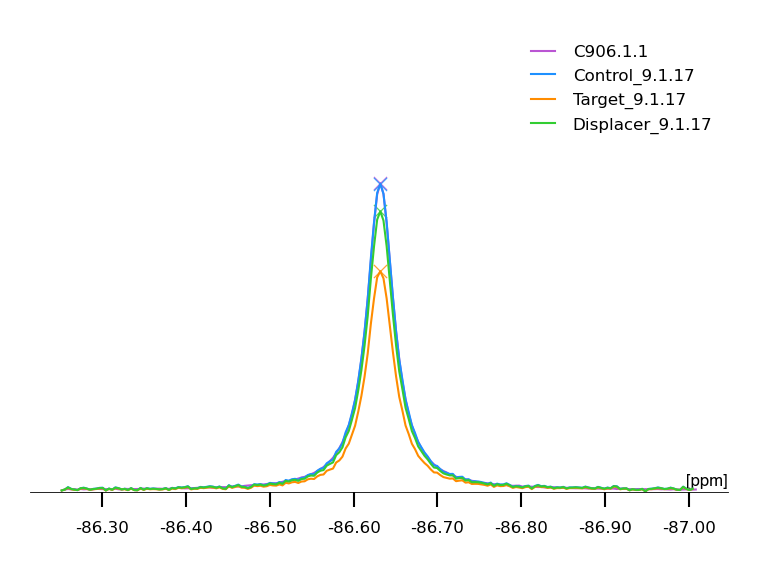 C906.1.1
Control_9.1.17
Target_9.1.17
Displacer_9.1.17
[ppm]
-86.30 -86.40 -86.50 -86.60 -86.70 -86.80 -86.90 -87.00